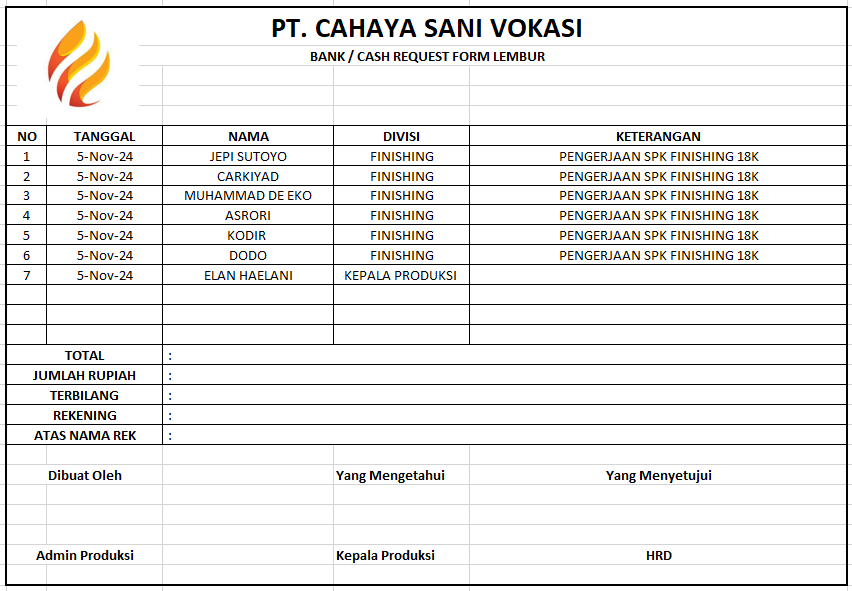 PT. CAHAYA SANI VOKASI
BANK / CASH REQUEST FORM LEMBUR
NO TANGGAL NAMA DIVISI KETERANGAN
1 5-Nov-24 JEPI SUTOYO FINISHING PENGERJAAN SPK FINISHING 18K
2 5-Nov-24 CARKIYAD FINISHING PENGERJAAN SPK FINISHING 18K
3 5-Nov-24 MUHAMMAD DE EKO FINISHING PENGERJAAN SPK FINISHING 18K
4 5-Nov-24 ASRORI FINISHING PENGERJAAN SPK FINISHING 18K
5 5-Nov-24 KODIR FINISHING PENGERJAAN SPK FINISHING 18K
6 5-Nov-24 DODO FINISHING PENGERJAAN SPK FINISHING 18K
7 5-Nov-24 ELAN HAELANI KEPALA PRODUKSI
TOTAL :
JUMLAH RUPIAH :
TERBILANG :
REKENING :
ATAS NAMA REK :
Dibuat Oleh Yang Mengetahui Yang Menyetujui
Admin Produksi Kepala Produksi HRD